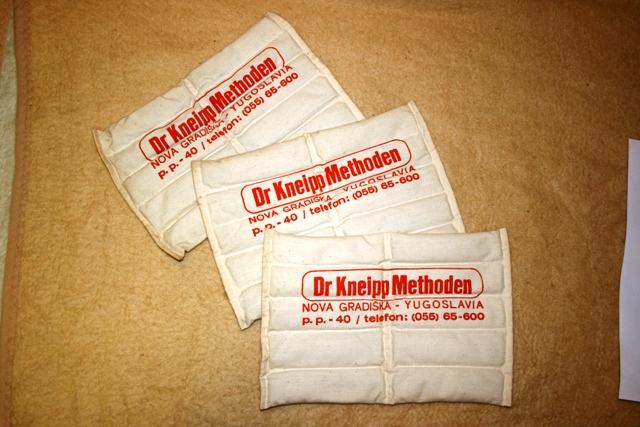 Dr Kneipp Methoden
NOVA GRADIŠKA - YUGOSLAVIA
p. p. - 40 / telefon: (055) 65-600
Dr Kneipp Methoden
NOVA GRADIŠKA - YUGOSLAVIA
p. p. - 40 / telefon: (055) 65-600
Dr Kneipp Methoden
NOVA GRADIŠKA - YUGOSLAVIA
p. p. - 40 / telefon: (055) 65-600